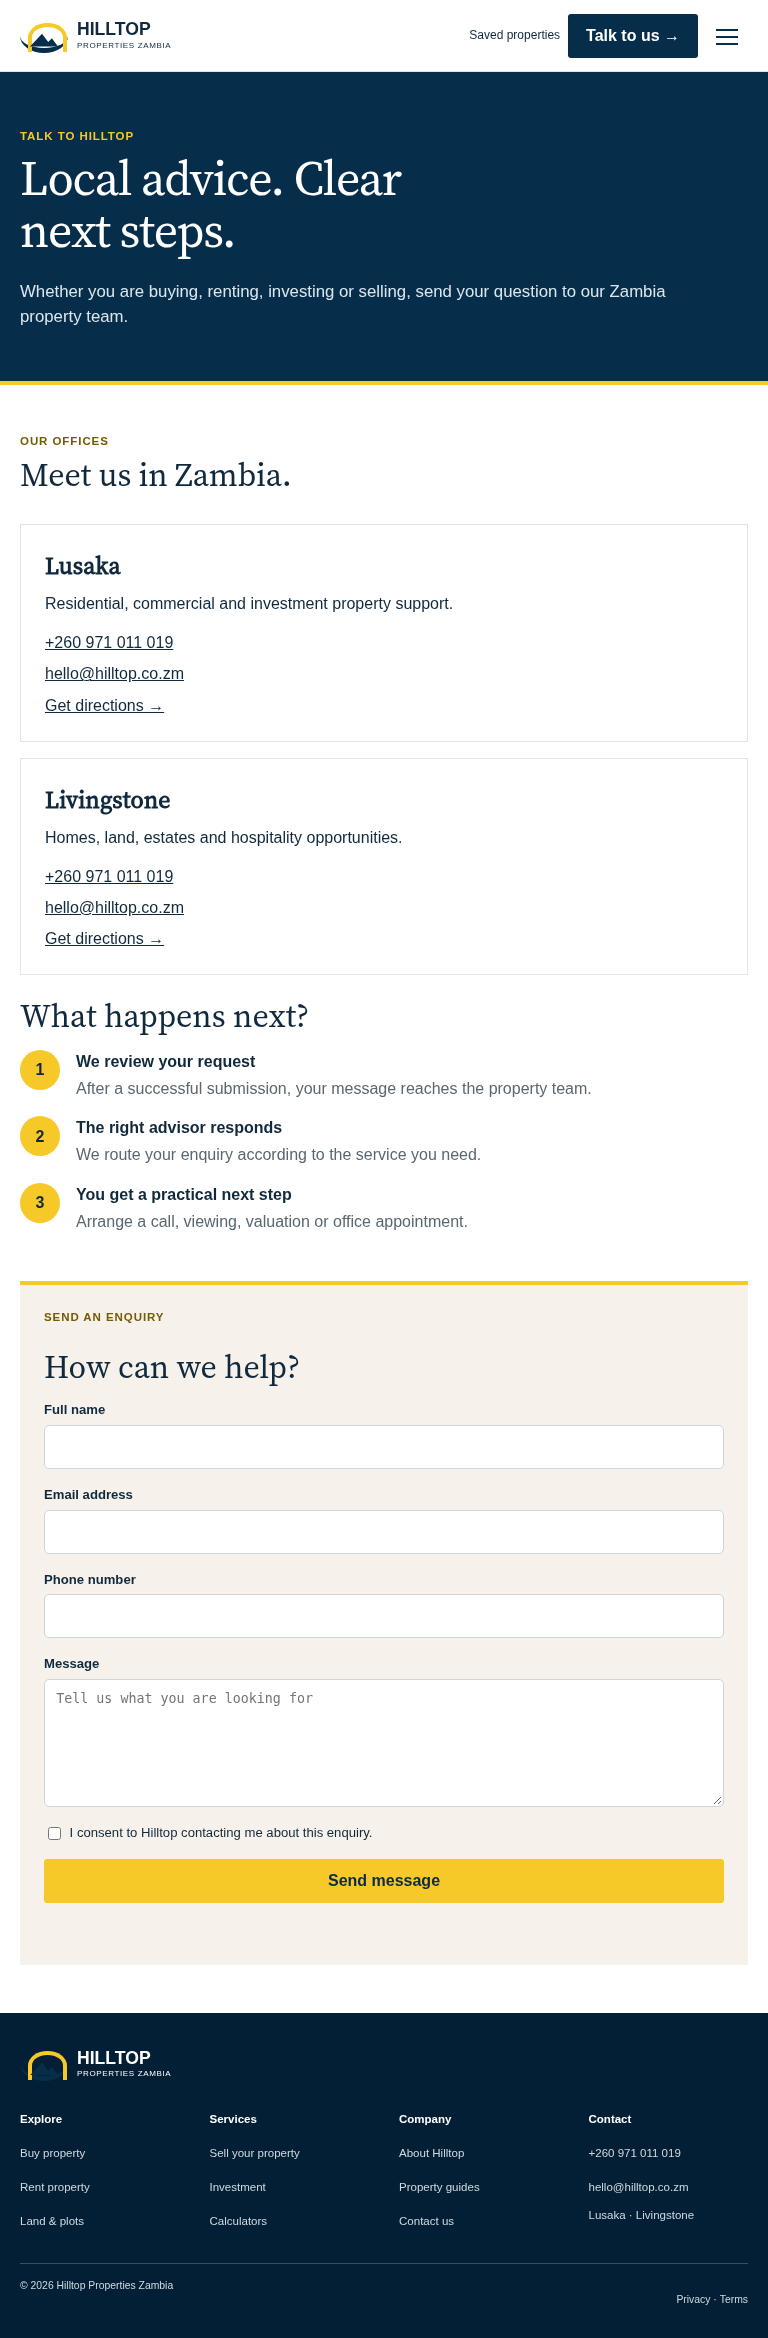 HILLTOP
PROPERTIES ZAMBIA
Saved properties
Talk to us →
TALK TO HILLTOP
Local advice. Clear
next steps.
Whether you are buying, renting, investing or selling, send your question to our Zambia
property team.
OUR OFFICES
Meet us in Zambia.
Lusaka
Residential, commercial and investment property support.
+260 971 011 019
hello@hilltop.co.zm
Get directions →
Livingstone
Homes, land, estates and hospitality opportunities.
+260 971 011 019
hello@hilltop.co.zm
Get directions →
What happens next?
1
We review your request
After a successful submission, your message reaches the property team.
2
The right advisor responds
We route your enquiry according to the service you need.
3
You get a practical next step
Arrange a call, viewing, valuation or office appointment.
SEND AN ENQUIRY
How can we help?
Full name
Email address
Phone number
Message
Tell us what you are looking for
I consent to Hilltop contacting me about this enquiry.
Send message
HILLTOP
PROPERTIES ZAMBIA
Explore
Buy property
Rent property
Land & plots
Services
Sell your property
Investment
Calculators
Company
About Hilltop
Property guides
Contact us
Contact
+260 971 011 019
hello@hilltop.co.zm
Lusaka · Livingstone
© 2026 Hilltop Properties Zambia
Privacy · Terms